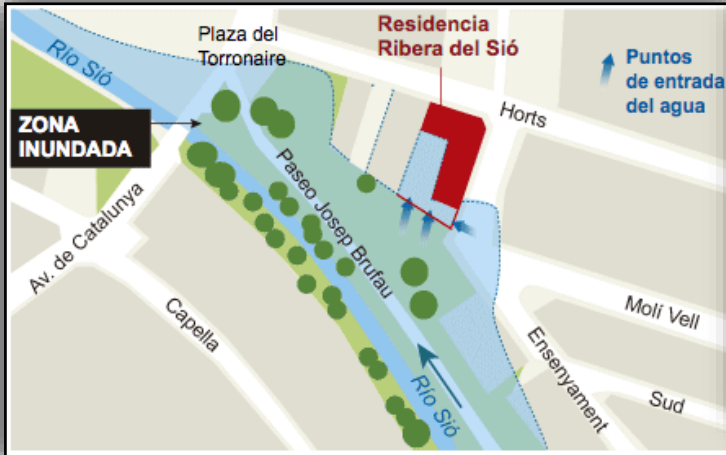 Río Sió
Plaza del
Torronaire
Residencia
Ribera del Sió
Puntos
de entrada
del agua
Horts
ZONA
INUNDADA
Paseo Josep Brufau
Av. de Catalunya
Capella
Molí Vell
Ensenyament
Sud
Río Sió